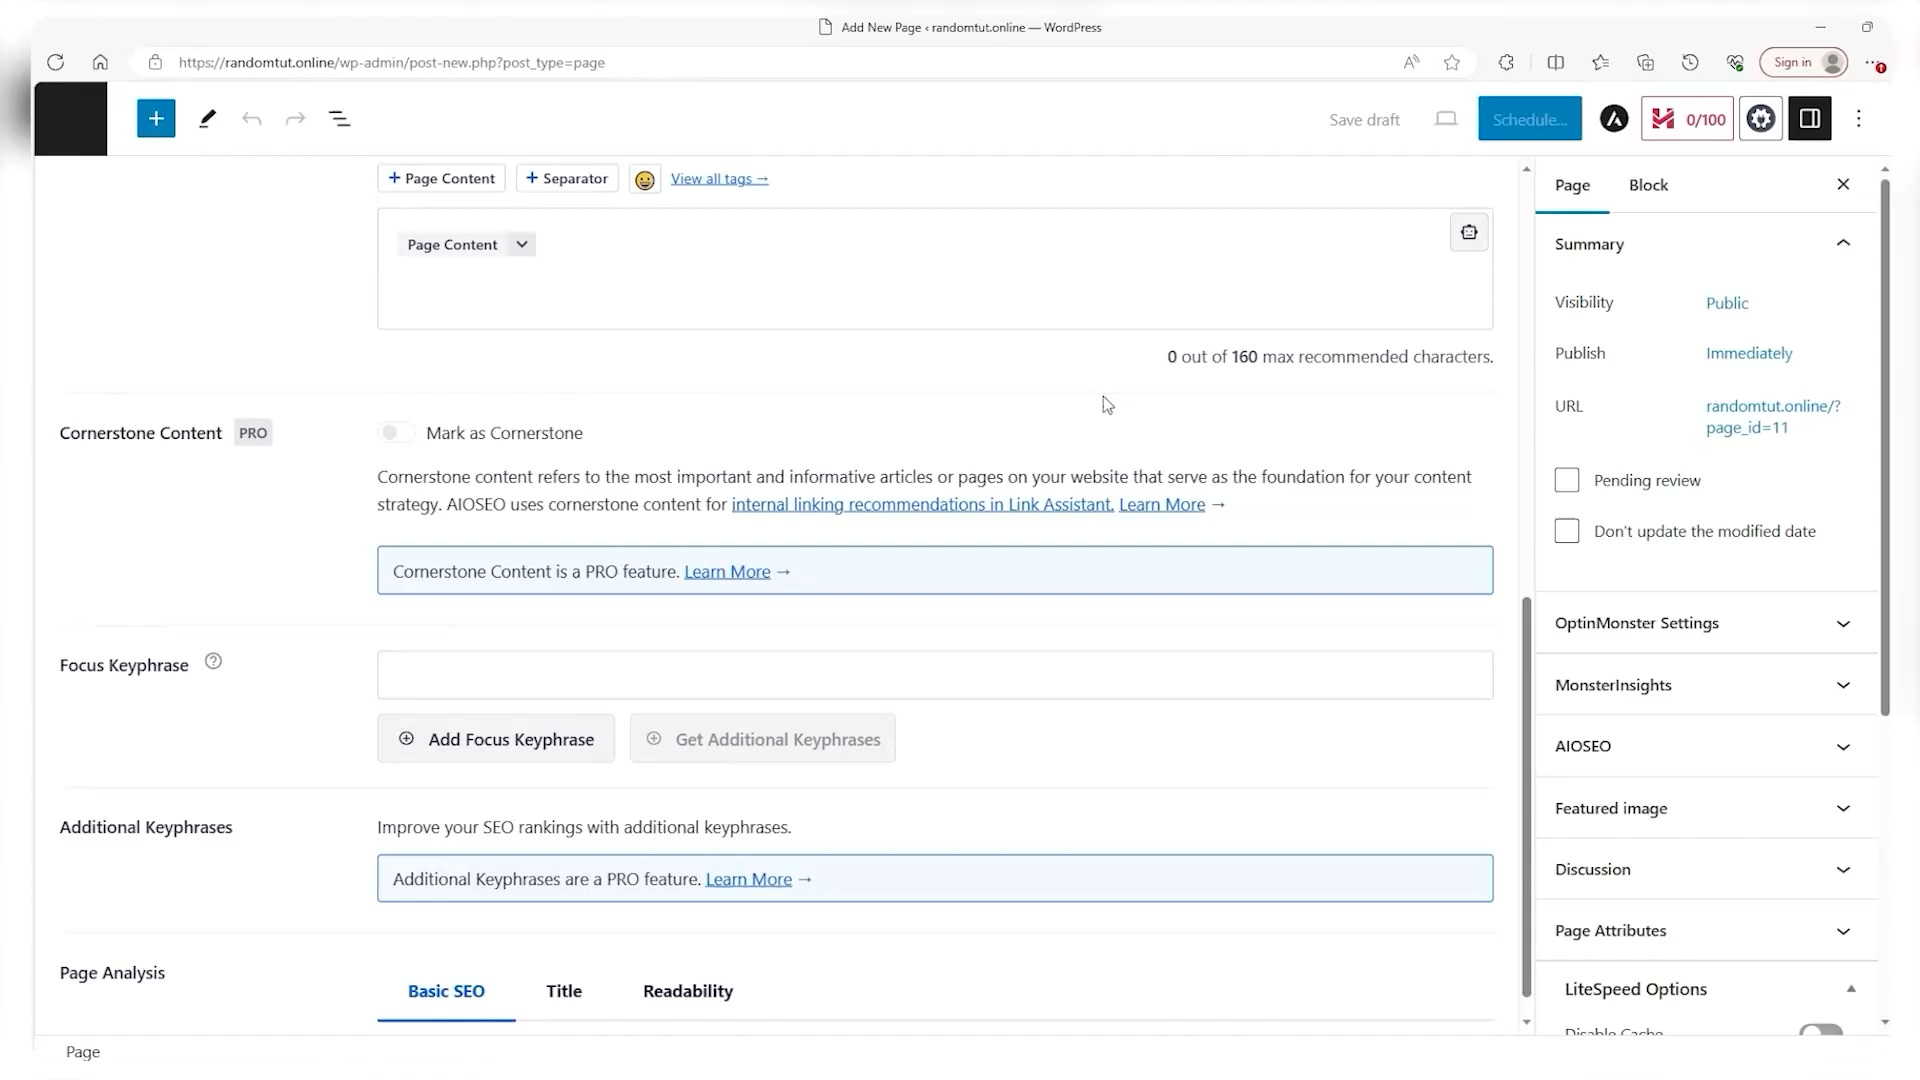 Add New Page ‹ randomtut.online — WordPress
https://randomtut.online/wp-admin/post-new.php?post_type=page
Sign in
Save draft
Schedule...
0/100
+ Page Content
+ Separator
View all tags →
Page Content
0 out of 160 max recommended characters.
Cornerstone Content PRO
Mark as Cornerstone
Cornerstone content refers to the most important and informative articles or pages on your website that serve as the foundation for your content
strategy. AIOSEO uses cornerstone content for internal linking recommendations in Link Assistant. Learn More →
Cornerstone Content is a PRO feature. Learn More →
Focus Keyphrase
Add Focus Keyphrase
Get Additional Keyphrases
Additional Keyphrases
Improve your SEO rankings with additional keyphrases.
Additional Keyphrases are a PRO feature. Learn More →
Page Analysis
Basic SEO
Title
Readability
Page
Page
Block
Summary
Visibility
Public
Publish
Immediately
URL
randomtut.online/?
page_id=11
Pending review
Don't update the modified date
OptinMonster Settings
MonsterInsights
AIOSEO
Featured image
Discussion
Page Attributes
LiteSpeed Options
Disable Cache